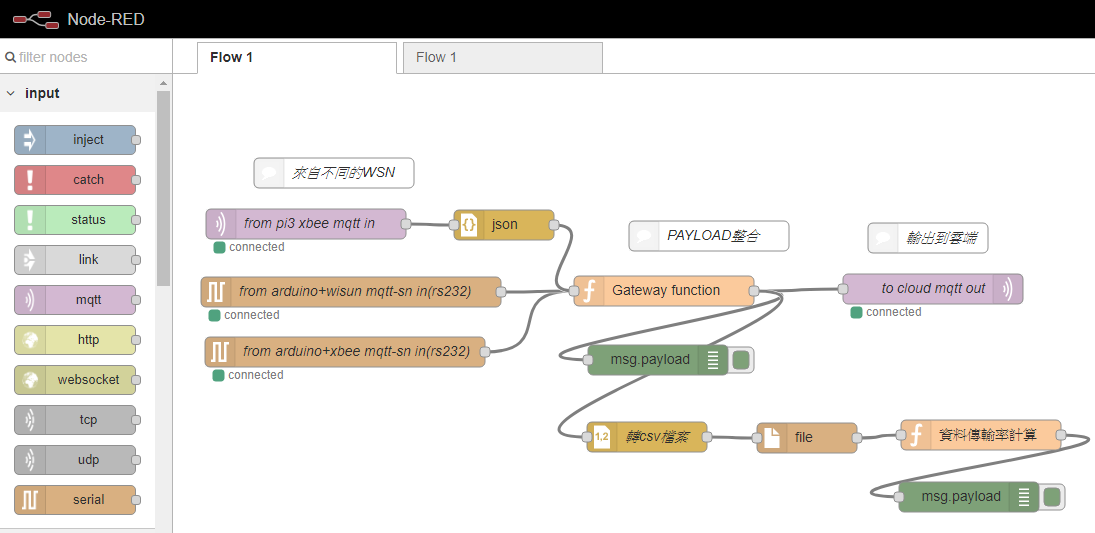 Node-RED
filter nodes
Flow 1
Flow 1
input
inject
catch
status
link
mqtt
http
websocket
tcp
udp
serial
來自不同的WSN
from pi3 xbee mqtt in
connected
json
from arduino+wisun mqtt-sn in(rs232)
connected
from arduino+xbee mqtt-sn in(rs232)
connected
PAYLOAD整合
Gateway function
輸出到雲端
to cloud mqtt out
connected
msg.payload
1,2
轉csv檔案
file
資料傳輸率計算
msg.payload